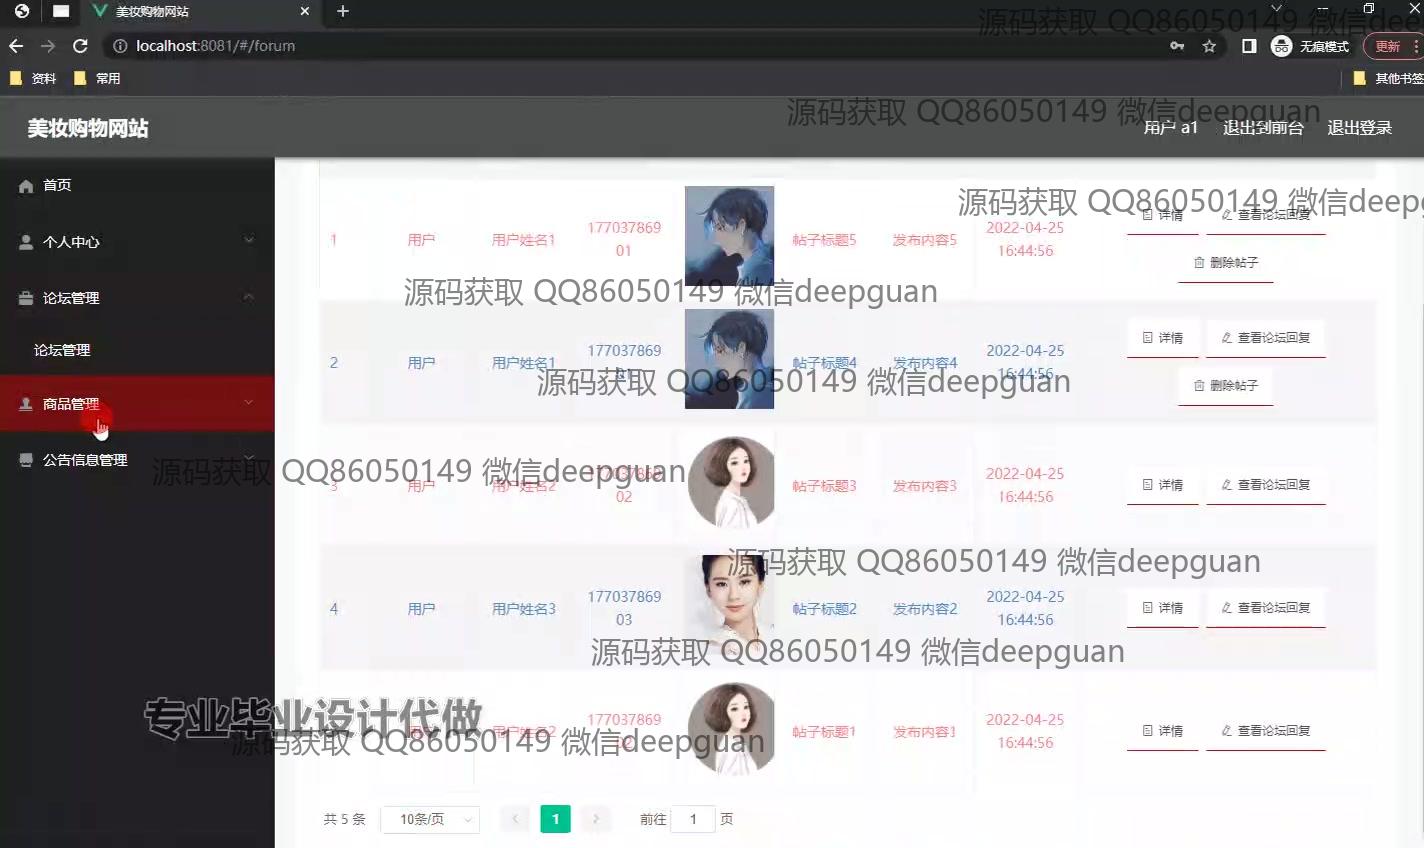 美妆购物网站
localhost:8081/#/forum
无痕模式
更新
资料
常用
其他书签
源码获取 QQ86050149 微信dee
源码获取 QQ86050149 微信deepguan
美妆购物网站
用户 a1
退出到前台
退出登录
首页
个人中心
论坛管理
论坛管理
商品管理
公告信息管理
源码获取 QQ86050149 微信deep
1 用户 用户姓名1 177037869 帖子标题5 发布内容5 2022-04-25 详情 查看论坛回复
01 16:44:56 删除帖子
源码获取 QQ86050149 微信deepguan
2 用户 用户姓名1 177037869 帖子标题4 发布内容4 2022-04-25 详情 查看论坛回复
16:44:56 删除帖子
源码获取 QQ86050149 微信deepguan
源码获取 QQ86050149 微信deepguan
3 用户 用户姓名2 177037869 帖子标题3 发布内容3 2022-04-25 详情 查看论坛回复
02 16:44:56
源码获取 QQ86050149 微信deepguan
4 用户 用户姓名3 177037869 帖子标题2 发布内容2 2022-04-25 详情 查看论坛回复
03 16:44:56
源码获取 QQ86050149 微信deepguan
专业毕业设计代做
用户姓名2 177037869 帖子标题1 发布内容1 2022-04-25 详情 查看论坛回复
02 16:44:56
源码获取 QQ86050149 微信deepguan
共 5 条 10条/页 1 前往 1 页